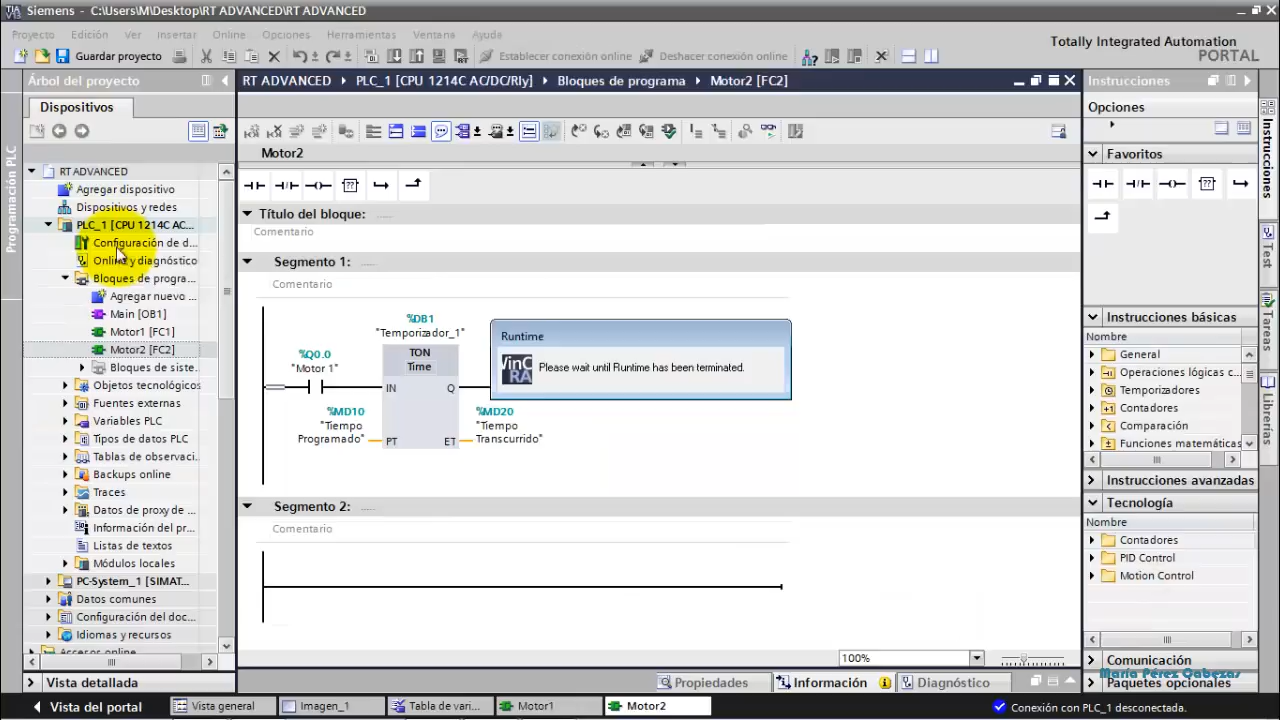 Siemens - C:\Users\M\Desktop\RT ADVANCED\RT ADVANCED
Proyecto Edición Ver Insertar Online Opciones Herramientas Ventana Ayuda
Totally Integrated Automation
PORTAL
Guardar proyecto
Establecer conexión online
Deshacer conexión online
Árbol del proyecto
RT ADVANCED
PLC_1 [CPU 1214C AC/DC/Rly]
Bloques de programa
Motor2 [FC2]
Instrucciones
Programación PLC
Dispositivos
RT ADVANCED
Agregar dispositivo
Dispositivos y redes
PLC_1 [CPU 1214C AC...
Configuración de d...
Online y diagnóstico
Bloques de progra...
Agregar nuevo ...
Main [OB1]
Motor1 [FC1]
Motor2 [FC2]
Bloques de siste...
Objetos tecnológicos
Fuentes externas
Variables PLC
Tipos de datos PLC
Tablas de observaci...
Backups online
Traces
Datos de proxy de ...
Información del pr...
Listas de textos
Módulos locales
PC-System_1 [SIMAT...
Datos comunes
Configuración del doc...
Idiomas y recursos
Accesos online
Vista detallada
Motor2
??
Título del bloque: ......
Comentario
Segmento 1: ......
Comentario
%DB1
"Temporizador_1"
%Q0.0
"Motor 1"
TON
Time
IN Q
%MD10
"Tiempo
Programado"
PT ET
%MD20
"Tiempo
Transcurrido"
Runtime
WinC
RA
Please wait until Runtime has been terminated.
Segmento 2: ......
Comentario
100%
Propiedades
Información
Diagnóstico
Opciones
Favoritos
??
Instrucciones básicas
Nombre
General
Operaciones lógicas c...
Temporizadores
Contadores
Comparación
Funciones matemáticas
Instrucciones avanzadas
Tecnología
Nombre
Contadores
PID Control
Motion Control
Comunicación
María Pérez Cabezas
Paquetes opcionales
Instrucciones
Test
Tareas
Librerías
Vista del portal
Vista general
Imagen_1
Tabla de vari...
Motor1
Motor2
Conexión con PLC_1 desconectada.